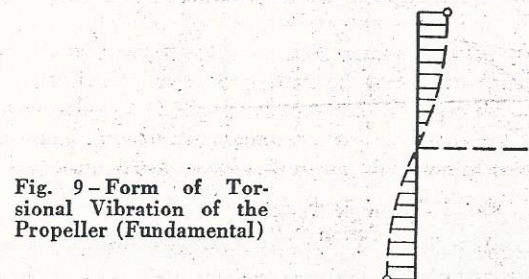 Fig. 9 – Form of Tor-
sional Vibration of the
Propeller (Fundamental)